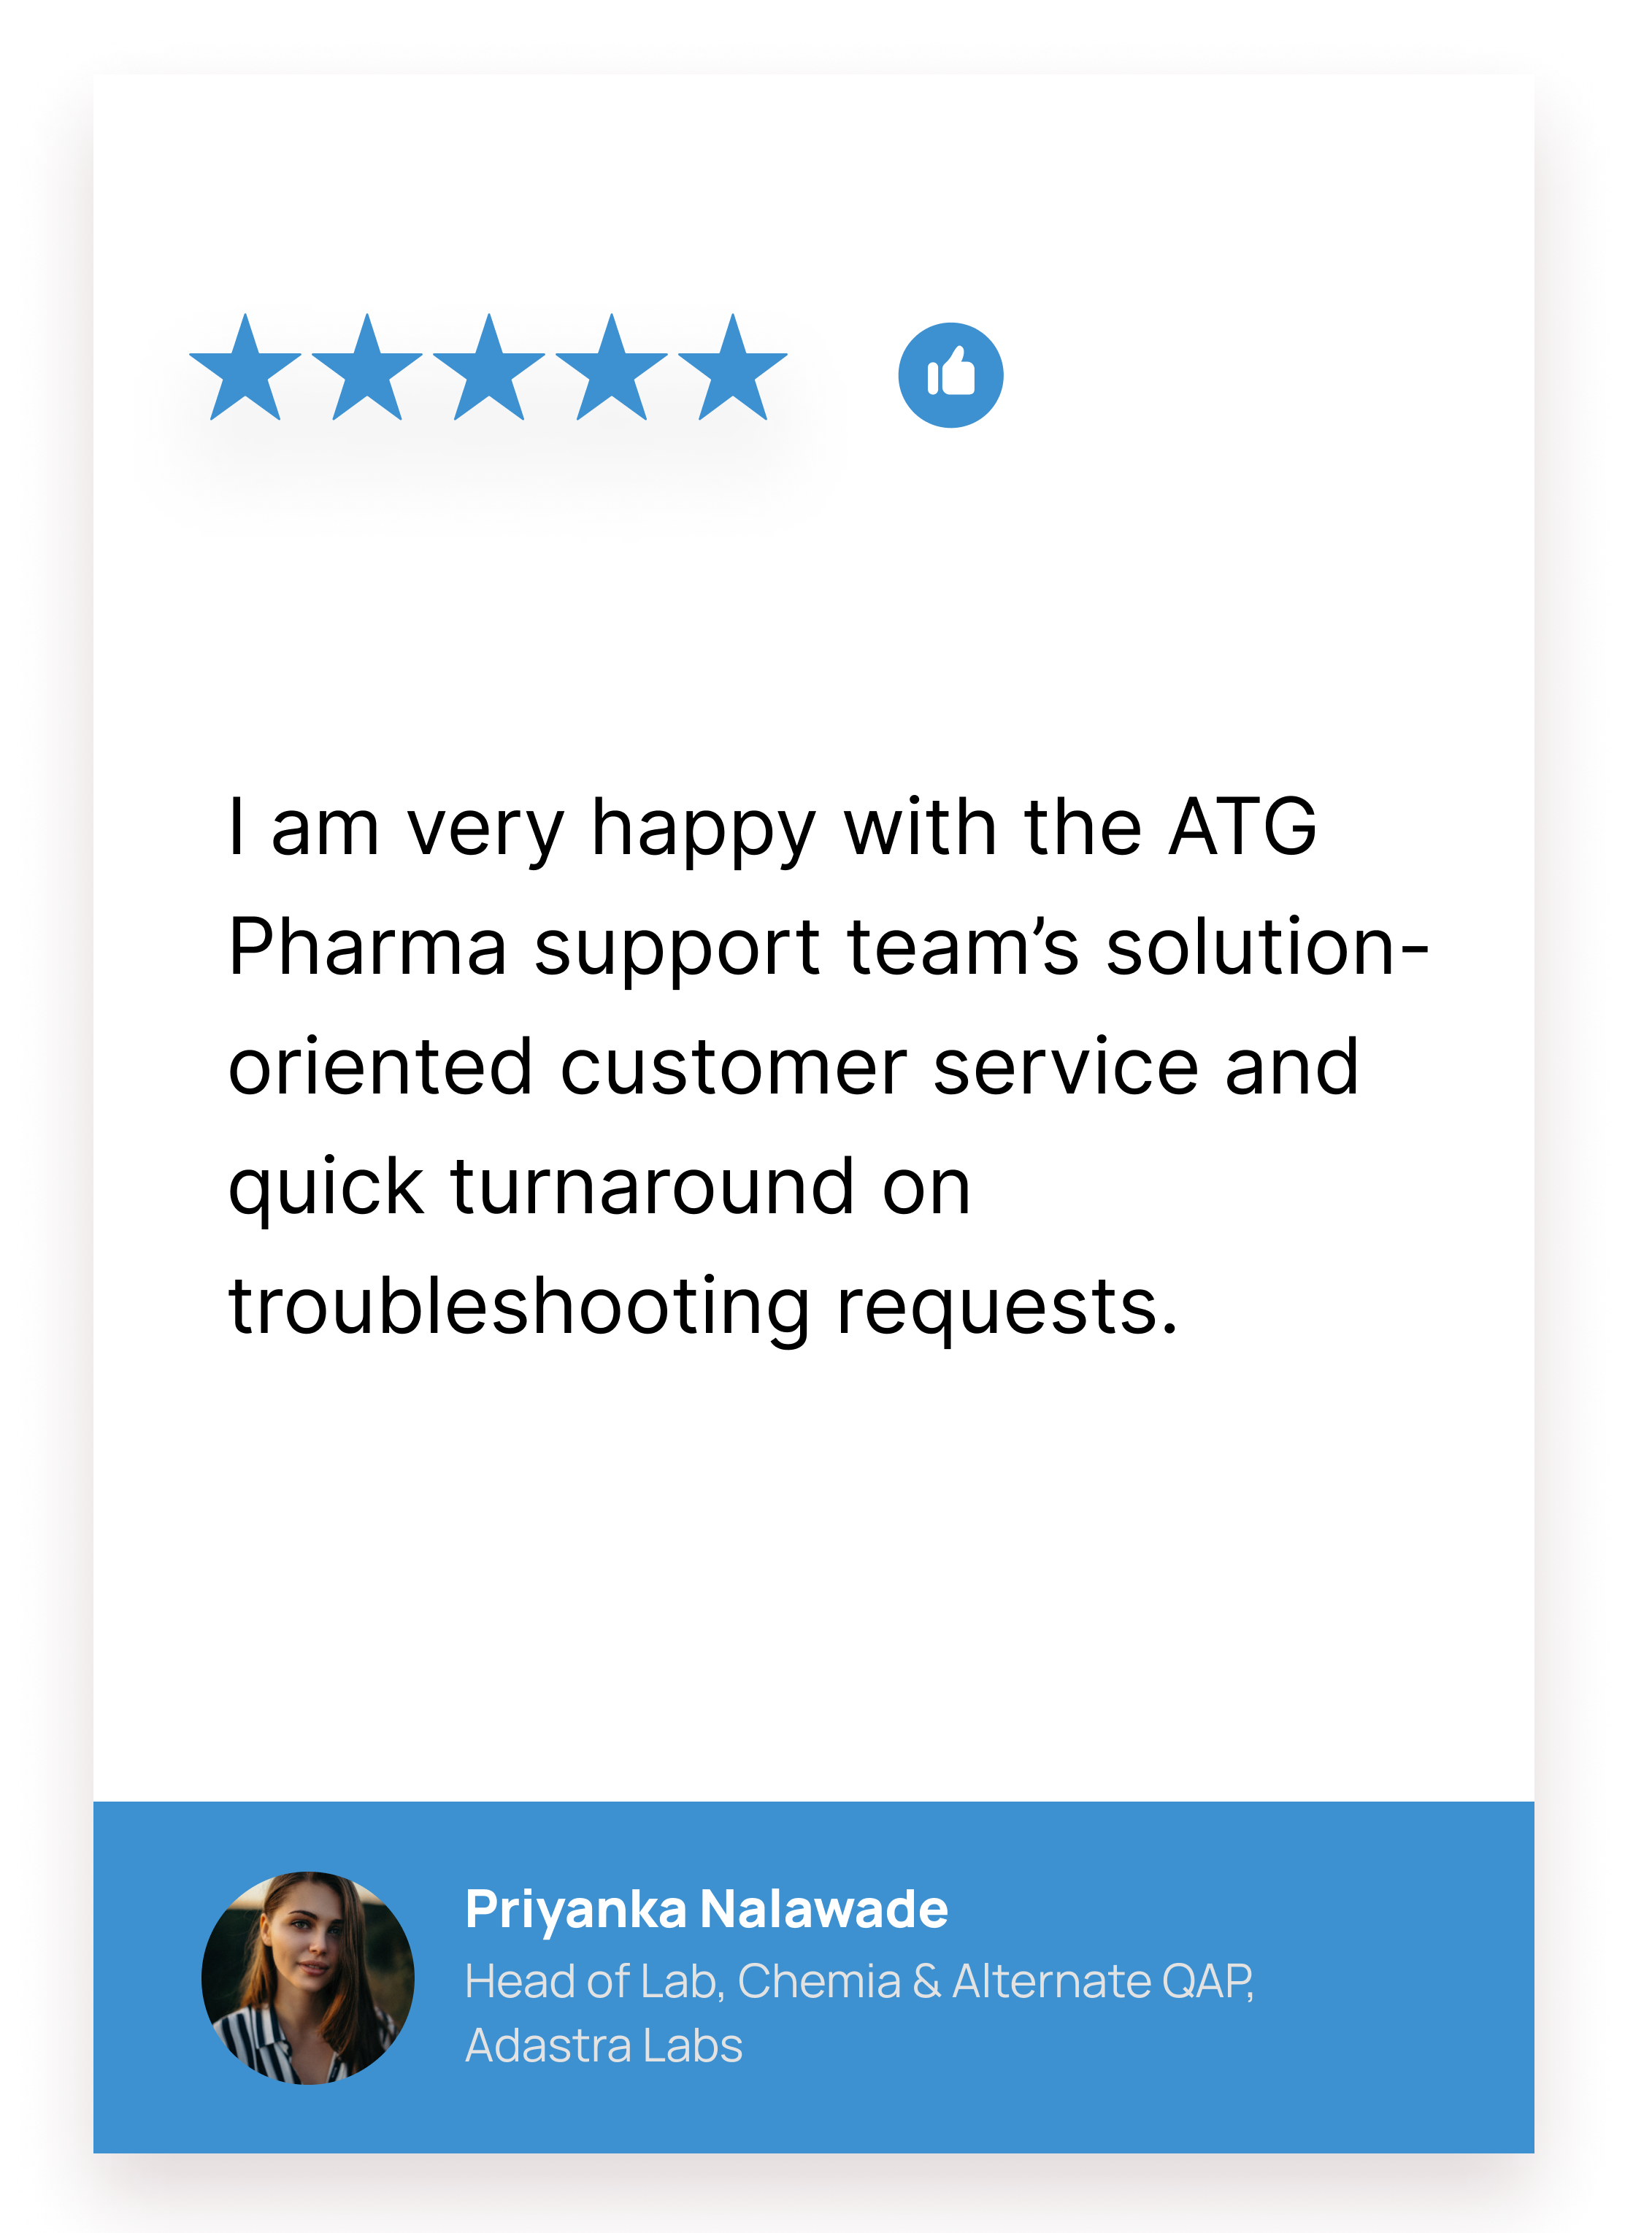 I am very happy with the ATG
Pharma support team’s solution-
oriented customer service and
quick turnaround on
troubleshooting requests.
Priyanka Nalawade
Head of Lab, Chemia & Alternate QAP,
Adastra Labs